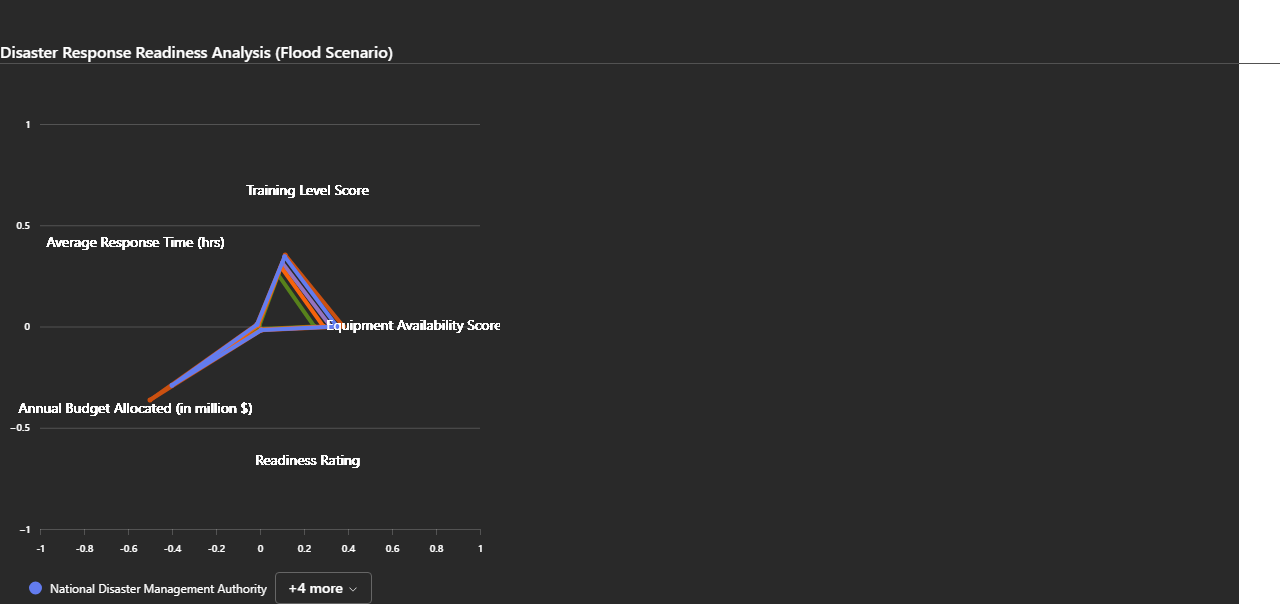 Disaster Response Readiness Analysis (Flood Scenario)
1
Training Level Score
0.5
Average Response Time (hrs)
0
Equipment Availability Score
Annual Budget Allocated (in million $)
−0.5
Readiness Rating
−1
-1 -0.8 -0.6 -0.4 -0.2 0 0.2 0.4 0.6 0.8 1
National Disaster Management Authority +4 more